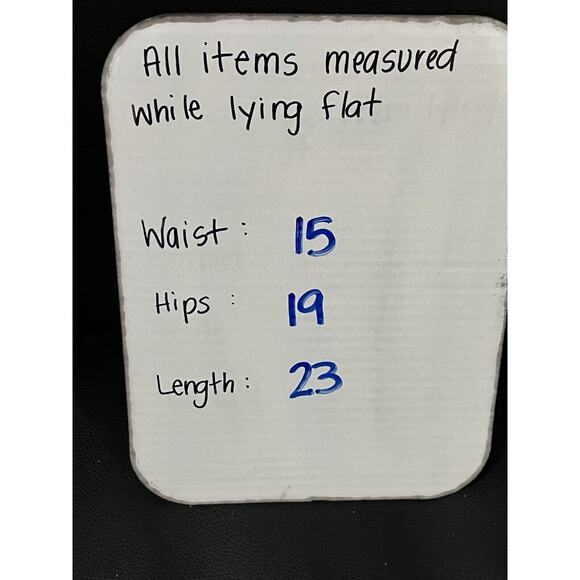 All items measured
while lying flat
Waist: 15
Hips: 19
Length: 23